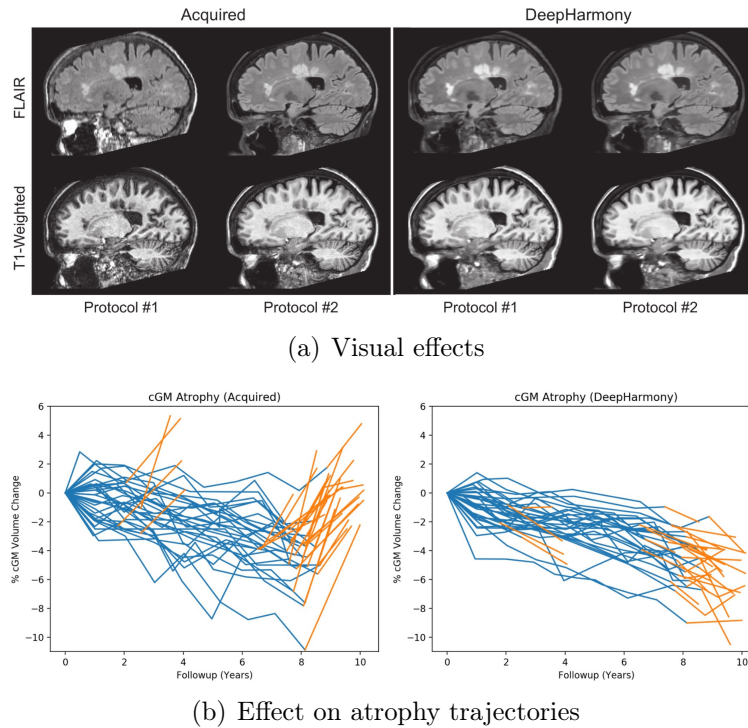 Acquired
DeepHarmony
FLAIR
T1-Weighted
Protocol #1
Protocol #2
Protocol #1
Protocol #2
(a) Visual effects
cGM Atrophy (Acquired)
6
4
2
0
−2
−4
−6
−8
−10
% cGM Volume Change
0 2 4 6 8 10
Followup (Years)
cGM Atrophy (DeepHarmony)
6
4
2
0
−2
−4
−6
−8
−10
% cGM Volume Change
0 2 4 6 8 10
Followup (Years)
(b) Effect on atrophy trajectories